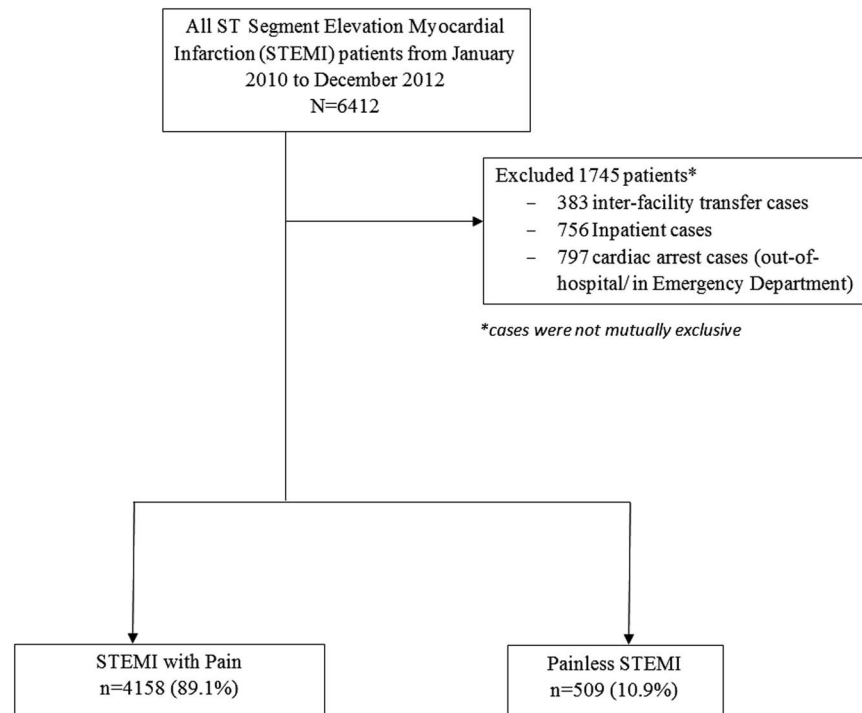 All ST Segment Elevation Myocardial
Infarction (STEMI) patients from January
2010 to December 2012
N=6412
Excluded 1745 patients*
- 383 inter-facility transfer cases
- 756 Inpatient cases
- 797 cardiac arrest cases (out-of-
hospital/ in Emergency Department)
*cases were not mutually exclusive
STEMI with Pain
n=4158 (89.1%)
Painless STEMI
n=509 (10.9%)